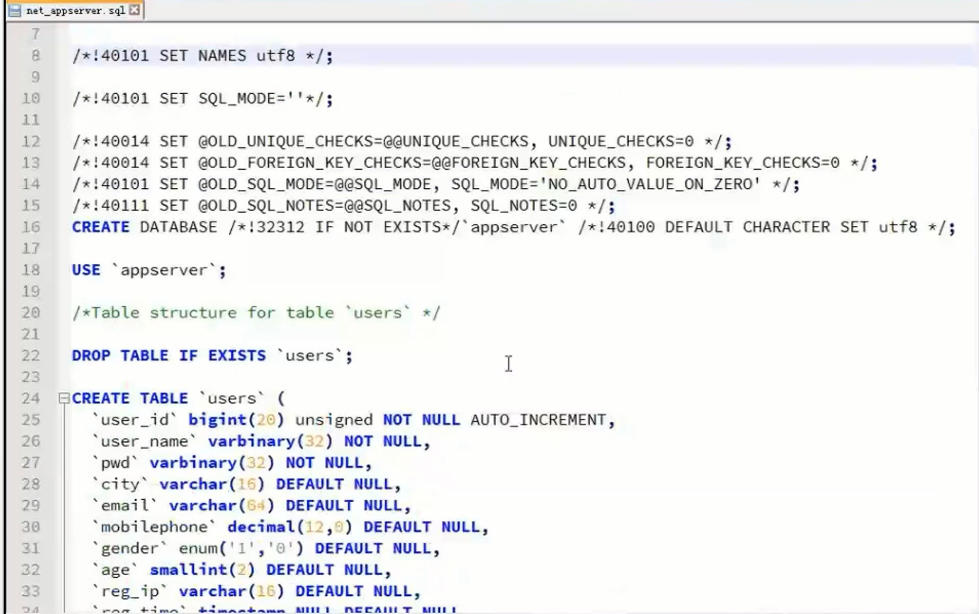 net_appserver.sql
7
8 /*!40101 SET NAMES utf8 */;
9
10 /*!40101 SET SQL_MODE=''*/;
11
12 /*!40014 SET @OLD_UNIQUE_CHECKS=@@UNIQUE_CHECKS, UNIQUE_CHECKS=0 */;
13 /*!40014 SET @OLD_FOREIGN_KEY_CHECKS=@@FOREIGN_KEY_CHECKS, FOREIGN_KEY_CHECKS=0 */;
14 /*!40101 SET @OLD_SQL_MODE=@@SQL_MODE, SQL_MODE='NO_AUTO_VALUE_ON_ZERO' */;
15 /*!40111 SET @OLD_SQL_NOTES=@@SQL_NOTES, SQL_NOTES=0 */;
16 CREATE DATABASE /*!32312 IF NOT EXISTS*/`appserver` /*!40100 DEFAULT CHARACTER SET utf8 */;
17
18 USE `appserver`;
19
20 /*Table structure for table `users` */
21
22 DROP TABLE IF EXISTS `users`;
23
24 CREATE TABLE `users` (
25 `user_id` bigint(20) unsigned NOT NULL AUTO_INCREMENT,
26 `user_name` varbinary(32) NOT NULL,
27 `pwd` varbinary(32) NOT NULL,
28 `city` varchar(16) DEFAULT NULL,
29 `email` varchar(64) DEFAULT NULL,
30 `mobilephone` decimal(12,0) DEFAULT NULL,
31 `gender` enum('1','0') DEFAULT NULL,
32 `age` smallint(2) DEFAULT NULL,
33 `reg_ip` varchar(16) DEFAULT NULL,
34 `reg_time` timestamp NULL DEFAULT NULL,